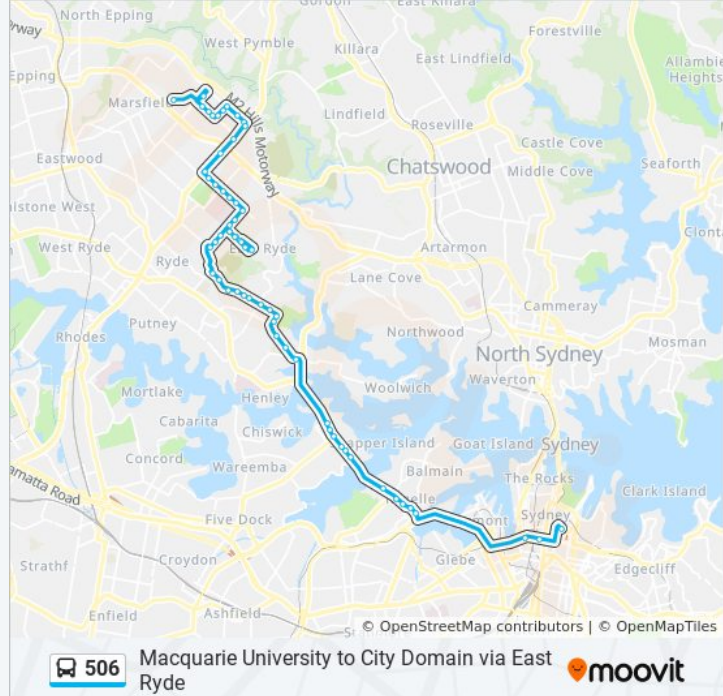 North Epping
East Killara
Forestville
West Pymble
Killara
East Lindfield
Allambie
Heights
Epping
Marsfield
M2 Hills Motorway
Lindfield
Roseville
Castle Cove
Eastwood
Chatswood
Middle Cove
Seaforth
West Ryde
Ryde
Artarmon
Lane Cove
Cammeray
Putney
Rhodes
Northwood
Mosman
North Sydney
Waverton
Woolwich
Mortlake
Henley
Cabarita
Chiswick
Goat Island
Sydney
Concord
Wareemba
Balmain
The Rocks
Clark Island
Sydney
Five Dock
Glebe
Croydon
Edgecliff
Enfield
Ashfield
© OpenStreetMap contributors | © OpenMapTiles
506
Macquarie University to City Domain via East
Ryde
moovit